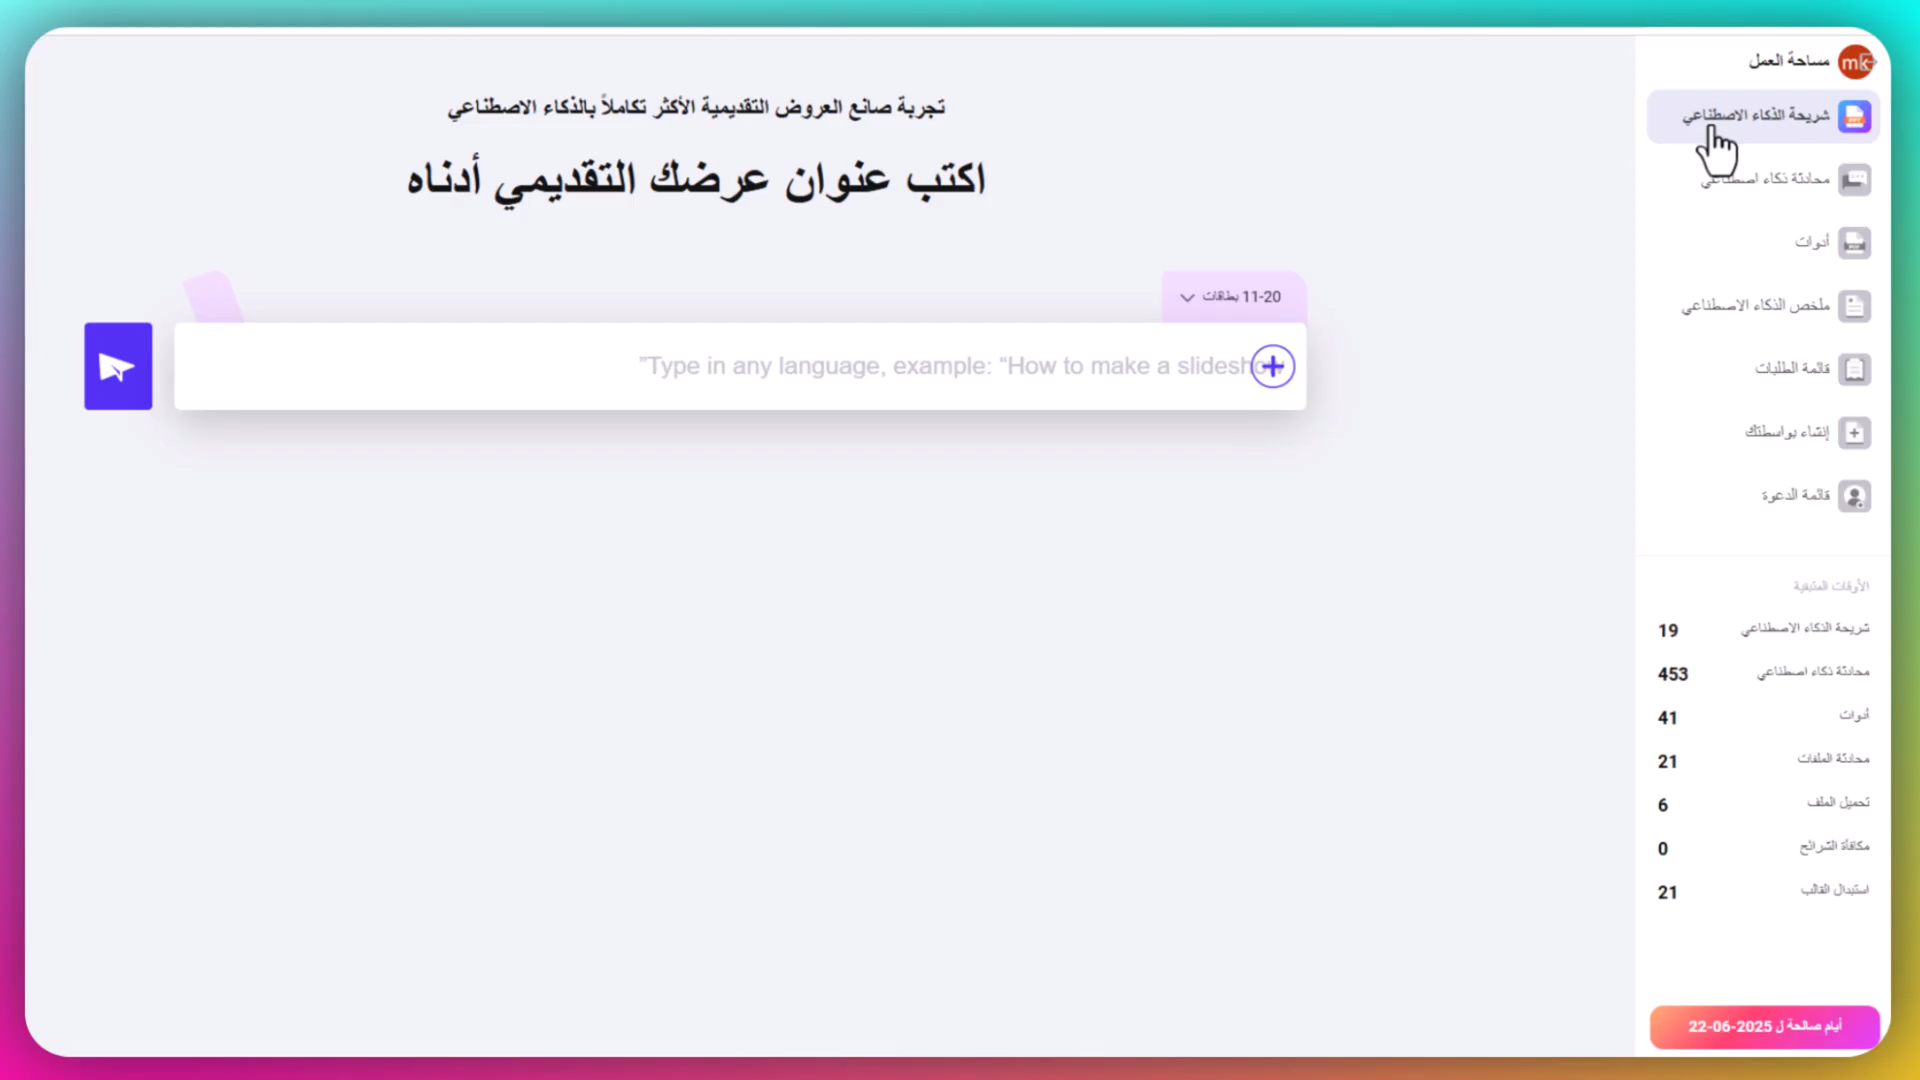 مساحة العمل
mk
شريحة الذكاء الاصطناعي
محادثة ذكاء اصطناعي
أدوات
ملخص الذكاء الاصطناعي
قائمة الطلبات
إنشاء بواسطتك
قائمة الدعوة
الأوقات المتبقية
شريحة الذكاء الاصطناعي 19
محادثة ذكاء اصطناعي 453
أدوات 41
محادثة الملفات 21
تحميل الملف 6
مكافأة الشرائح 0
استبدال القالب 21
أيام صالحة ل 2025-06-22
تجربة صانع العروض التقديمية الأكثر تكاملاً بالذكاء الاصطناعي
اكتب عنوان عرضك التقديمي أدناه
11-20 بطاقات
"Type in any language, example: “How to make a slideshow